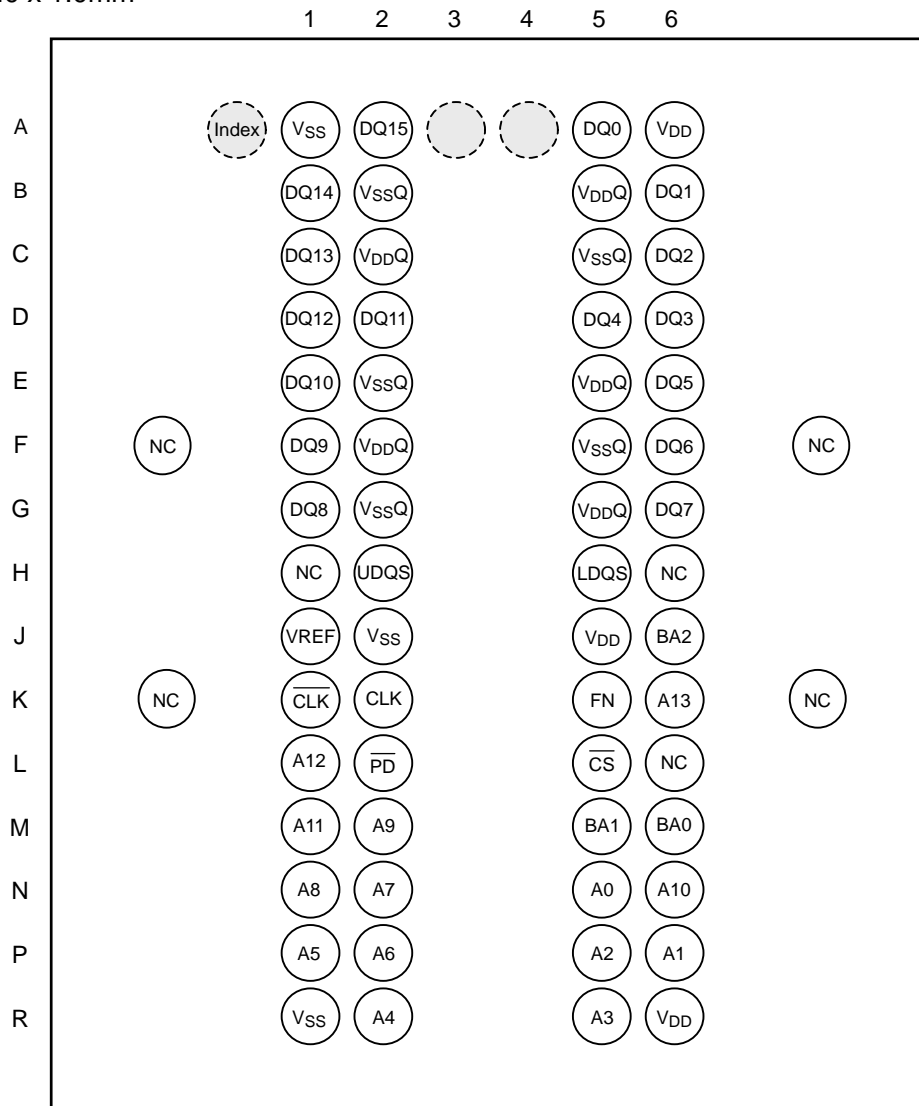 1 2 3 4 5 6
A Index VSS DQ15 DQ0 VDD
B DQ14 VSSQ VDDQ DQ1
C DQ13 VDDQ VSSQ DQ2
D DQ12 DQ11 DQ4 DQ3
E DQ10 VSSQ VDDQ DQ5
F NC DQ9 VDDQ VSSQ DQ6 NC
G DQ8 VSSQ VDDQ DQ7
H NC UDQS LDQS NC
J VREF VSS VDD BA2
K NC C̅L̅K̅ CLK FN A13 NC
L A12 P̅D̅ C̅S̅ NC
M A11 A9 BA1 BA0
N A8 A7 A0 A10
P A5 A6 A2 A1
R VSS A4 A3 VDD